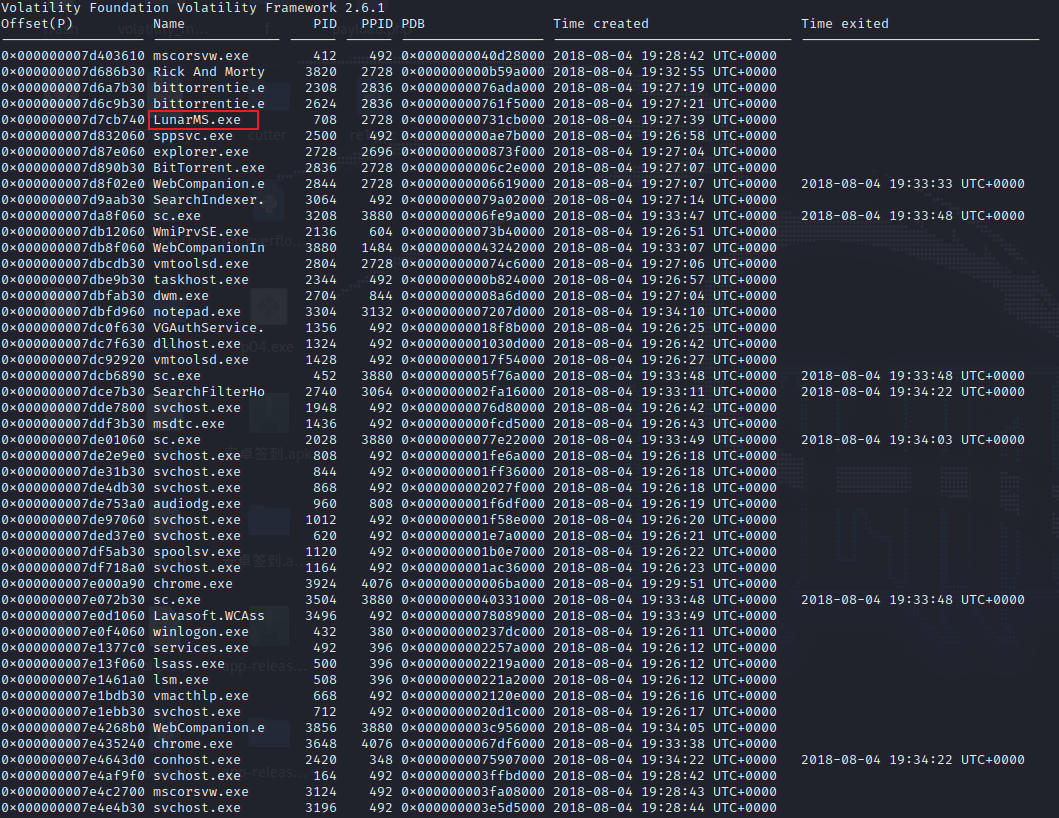 Volatility Foundation Volatility Framework 2.6.1
Offset(P) Name PID PPID PDB Time created Time exited
0×000000007d403610 mscorsvw.exe 412 492 0×0000000040d28000 2018-08-04 19:28:42 UTC+0000
0×000000007d686b30 Rick And Morty 3820 2728 0×000000000b59a000 2018-08-04 19:32:55 UTC+0000
0×000000007d6a7b30 bittorrentie.e 2308 2836 0×0000000076ada000 2018-08-04 19:27:19 UTC+0000
0×000000007d6c9b30 bittorrentie.e 2624 2836 0×00000000761f5000 2018-08-04 19:27:21 UTC+0000
0×000000007d7cb740 LunarMS.exe 708 2728 0×00000000731cb000 2018-08-04 19:27:39 UTC+0000
0×000000007d832060 sppsvc.exe 2500 492 0×000000000ae7b000 2018-08-04 19:26:58 UTC+0000
0×000000007d87e060 explorer.exe 2728 2696 0×000000000873f000 2018-08-04 19:27:04 UTC+0000
0×000000007d890b30 BitTorrent.exe 2836 2728 0×0000000006c2e000 2018-08-04 19:27:07 UTC+0000
0×000000007d8f02e0 WebCompanion.e 2844 2728 0×0000000006619000 2018-08-04 19:27:07 UTC+0000 2018-08-04 19:33:33 UTC+0000
0×000000007d9aab30 SearchIndexer. 3064 492 0×0000000079a02000 2018-08-04 19:27:14 UTC+0000
0×000000007da8f060 sc.exe 3208 3880 0×000000006fe9a000 2018-08-04 19:33:47 UTC+0000 2018-08-04 19:33:48 UTC+0000
0×000000007db12060 WmiPrvSE.exe 2136 604 0×0000000073b40000 2018-08-04 19:26:51 UTC+0000
0×000000007db8f060 WebCompanionIn 3880 1484 0×0000000043242000 2018-08-04 19:33:07 UTC+0000
0×000000007dbcdb30 vmtoolsd.exe 2804 2728 0×0000000074c6000 2018-08-04 19:27:06 UTC+0000
0×000000007dbe9b30 taskhost.exe 2344 492 0×000000000b824000 2018-08-04 19:26:57 UTC+0000
0×000000007dbfab30 dwm.exe 2704 844 0×0000000008a6d000 2018-08-04 19:27:04 UTC+0000
0×000000007dbfd960 notepad.exe 3304 3132 0×000000007207d000 2018-08-04 19:34:10 UTC+0000
0×000000007dc0f630 VGAuthService. 1356 492 0×0000000018f8b000 2018-08-04 19:26:25 UTC+0000
0×000000007dc7f630 dllhost.exe 1324 492 0×000000001030d000 2018-08-04 19:26:42 UTC+0000
0×000000007dc92920 vmtoolsd.exe 1428 492 0×0000000017f54000 2018-08-04 19:26:27 UTC+0000
0×000000007dcb6890 sc.exe 452 3880 0×000000005f76a000 2018-08-04 19:33:48 UTC+0000 2018-08-04 19:33:48 UTC+0000
0×000000007dce7b30 SearchFilterHo 2740 3064 0×000000002fa16000 2018-08-04 19:33:11 UTC+0000 2018-08-04 19:34:22 UTC+0000
0×000000007dde7800 svchost.exe 1948 492 0×0000000076d80000 2018-08-04 19:26:42 UTC+0000
0×000000007ddf3b30 msdtc.exe 1436 492 0×000000000fcd5000 2018-08-04 19:26:43 UTC+0000
0×000000007de01060 sc.exe 2028 3880 0×0000000077e22000 2018-08-04 19:33:49 UTC+0000 2018-08-04 19:34:03 UTC+0000
0×000000007de2e9e0 svchost.exe 808 492 0×000000001fe6a000 2018-08-04 19:26:18 UTC+0000
0×000000007de31b30 svchost.exe 844 492 0×000000001ff36000 2018-08-04 19:26:18 UTC+0000
0×000000007de4db30 svchost.exe 868 492 0×000000002027f000 2018-08-04 19:26:18 UTC+0000
0×000000007de753a0 audiodg.exe 960 808 0×000000001f6df000 2018-08-04 19:26:19 UTC+0000
0×000000007de97060 svchost.exe 1012 492 0×000000001f58e000 2018-08-04 19:26:20 UTC+0000
0×000000007ded37e0 svchost.exe 620 492 0×000000001e7a0000 2018-08-04 19:26:21 UTC+0000
0×000000007df5ab30 spoolsv.exe 1120 492 0×000000001b0e7000 2018-08-04 19:26:22 UTC+0000
0×000000007df718a0 svchost.exe 1164 492 0×000000001ac36000 2018-08-04 19:26:23 UTC+0000
0×000000007e000a90 chrome.exe 3924 4076 0×0000000006ba000 2018-08-04 19:29:51 UTC+0000
0×000000007e072b30 sc.exe 3504 3880 0×0000000040331000 2018-08-04 19:33:48 UTC+0000 2018-08-04 19:33:48 UTC+0000
0×000000007e0d1060 Lavasoft.WCAss 3496 492 0×0000000078089000 2018-08-04 19:33:49 UTC+0000
0×000000007e0f4060 winlogon.exe 432 380 0×00000000237dc000 2018-08-04 19:26:11 UTC+0000
0×000000007e1377c0 services.exe 492 396 0×000000002257a000 2018-08-04 19:26:12 UTC+0000
0×000000007e13f060 lsass.exe 500 396 0×000000002219a000 2018-08-04 19:26:12 UTC+0000
0×000000007e1461a0 lsm.exe 508 396 0×00000000221a2000 2018-08-04 19:26:12 UTC+0000
0×000000007e1bdb30 vmacthlp.exe 668 492 0×000000002120e000 2018-08-04 19:26:16 UTC+0000
0×000000007e1ebb30 svchost.exe 712 492 0×0000000020d1c000 2018-08-04 19:26:17 UTC+0000
0×000000007e4268b0 WebCompanion.e 3856 3880 0×000000003c956000 2018-08-04 19:34:05 UTC+0000
0×000000007e435240 chrome.exe 3648 4076 0×0000000067df6000 2018-08-04 19:33:38 UTC+0000
0×000000007e4643d0 conhost.exe 2420 348 0×0000000075907000 2018-08-04 19:34:22 UTC+0000 2018-08-04 19:34:22 UTC+0000
0×000000007e4af9f0 svchost.exe 164 492 0×000000003ffbd000 2018-08-04 19:28:42 UTC+0000
0×000000007e4c2700 mscorsvw.exe 3124 492 0×000000003fa08000 2018-08-04 19:28:43 UTC+0000
0×000000007e4e4b30 svchost.exe 3196 492 0×000000003e5d5000 2018-08-04 19:28:44 UTC+0000